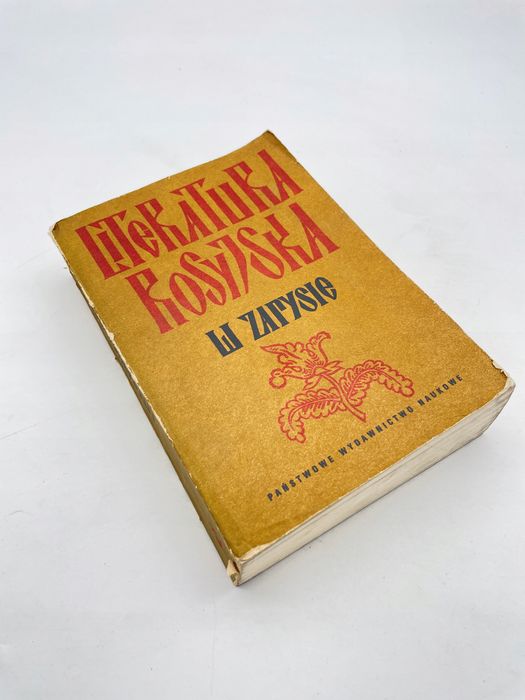 LITERATURA
ROSYJSKA
W ZARYSIE
PAŃSTWOWE WYDAWNICTWO NAUKOWE